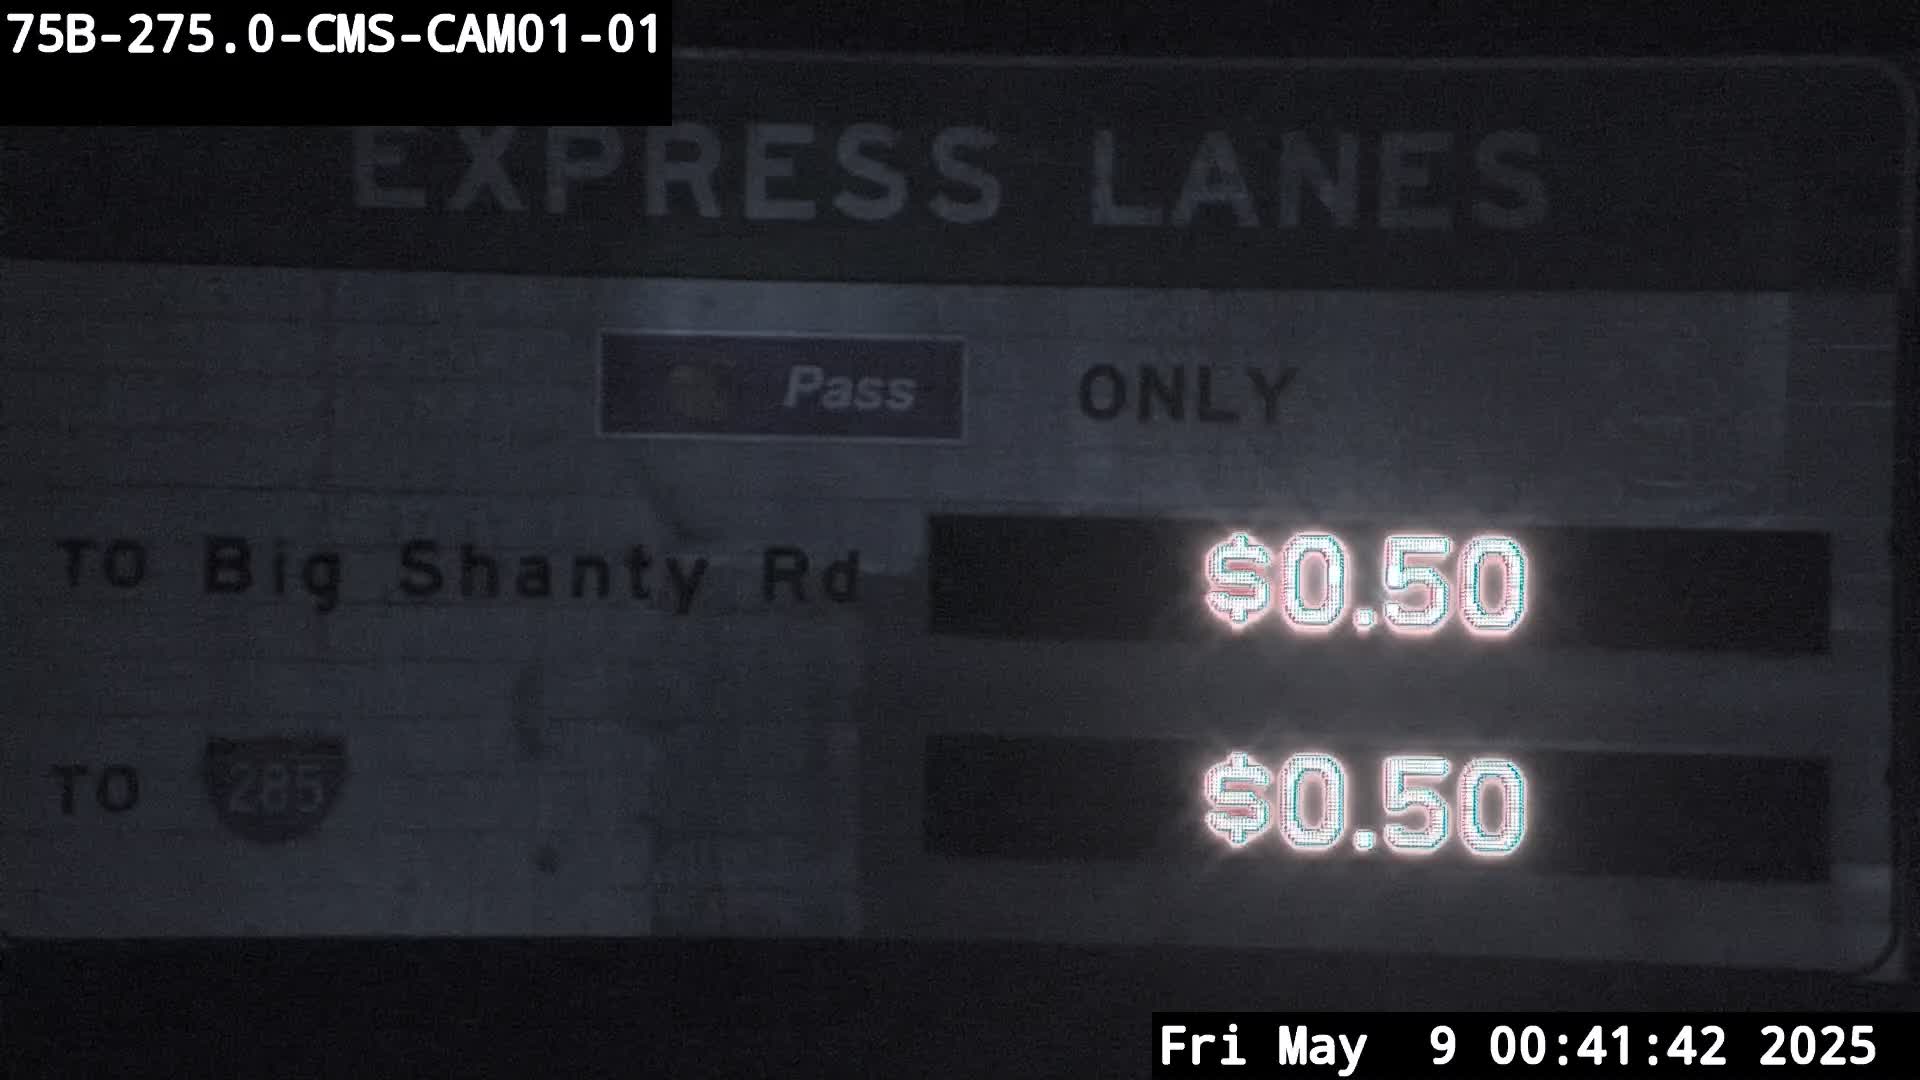 75B-275.0-CMS-CAM01-01
EXPRESS LANES
Pass ONLY
TO Big Shanty Rd $0.50
TO 285 $0.50
Fri May 9 00:41:42 2025